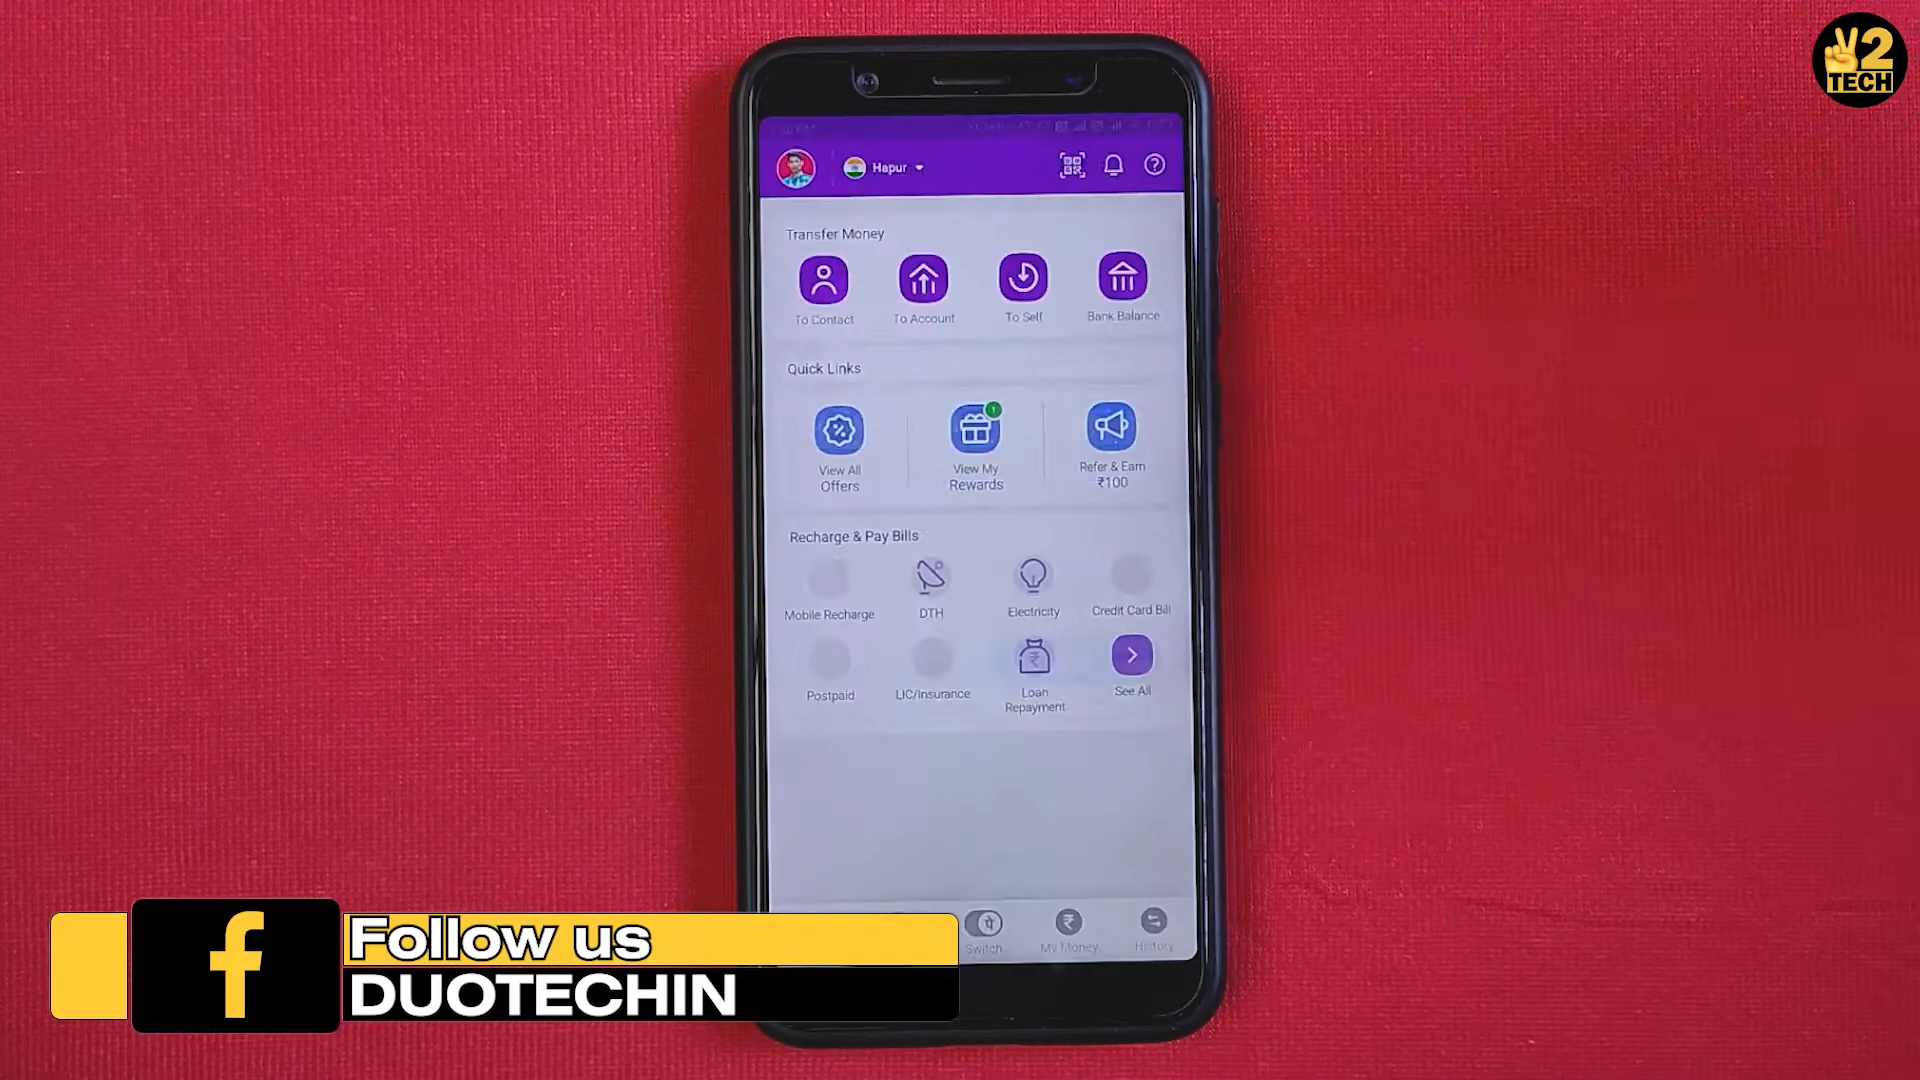 2
TECH
Hapur
Transfer Money
To Contact
To Account
To Self
Bank Balance
Quick Links
View All
Offers
1
View My
Rewards
Refer & Earn
₹100
Recharge & Pay Bills
Mobile Recharge
DTH
Electricity
Credit Card Bill
Postpaid
LIC/Insurance
Loan
Repayment
See All
Switch
My Money
History
Follow us
DUOTECHIN